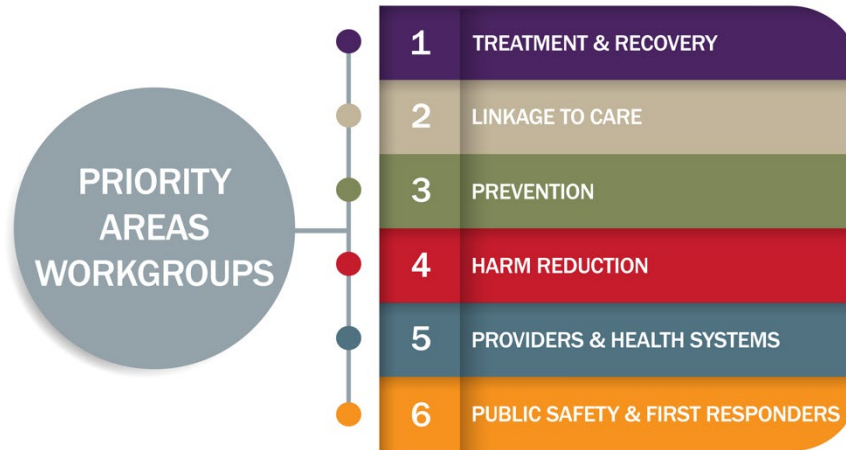 PRIORITY
AREAS
WORKGROUPS
1 TREATMENT & RECOVERY
2 LINKAGE TO CARE
3 PREVENTION
4 HARM REDUCTION
5 PROVIDERS & HEALTH SYSTEMS
6 PUBLIC SAFETY & FIRST RESPONDERS